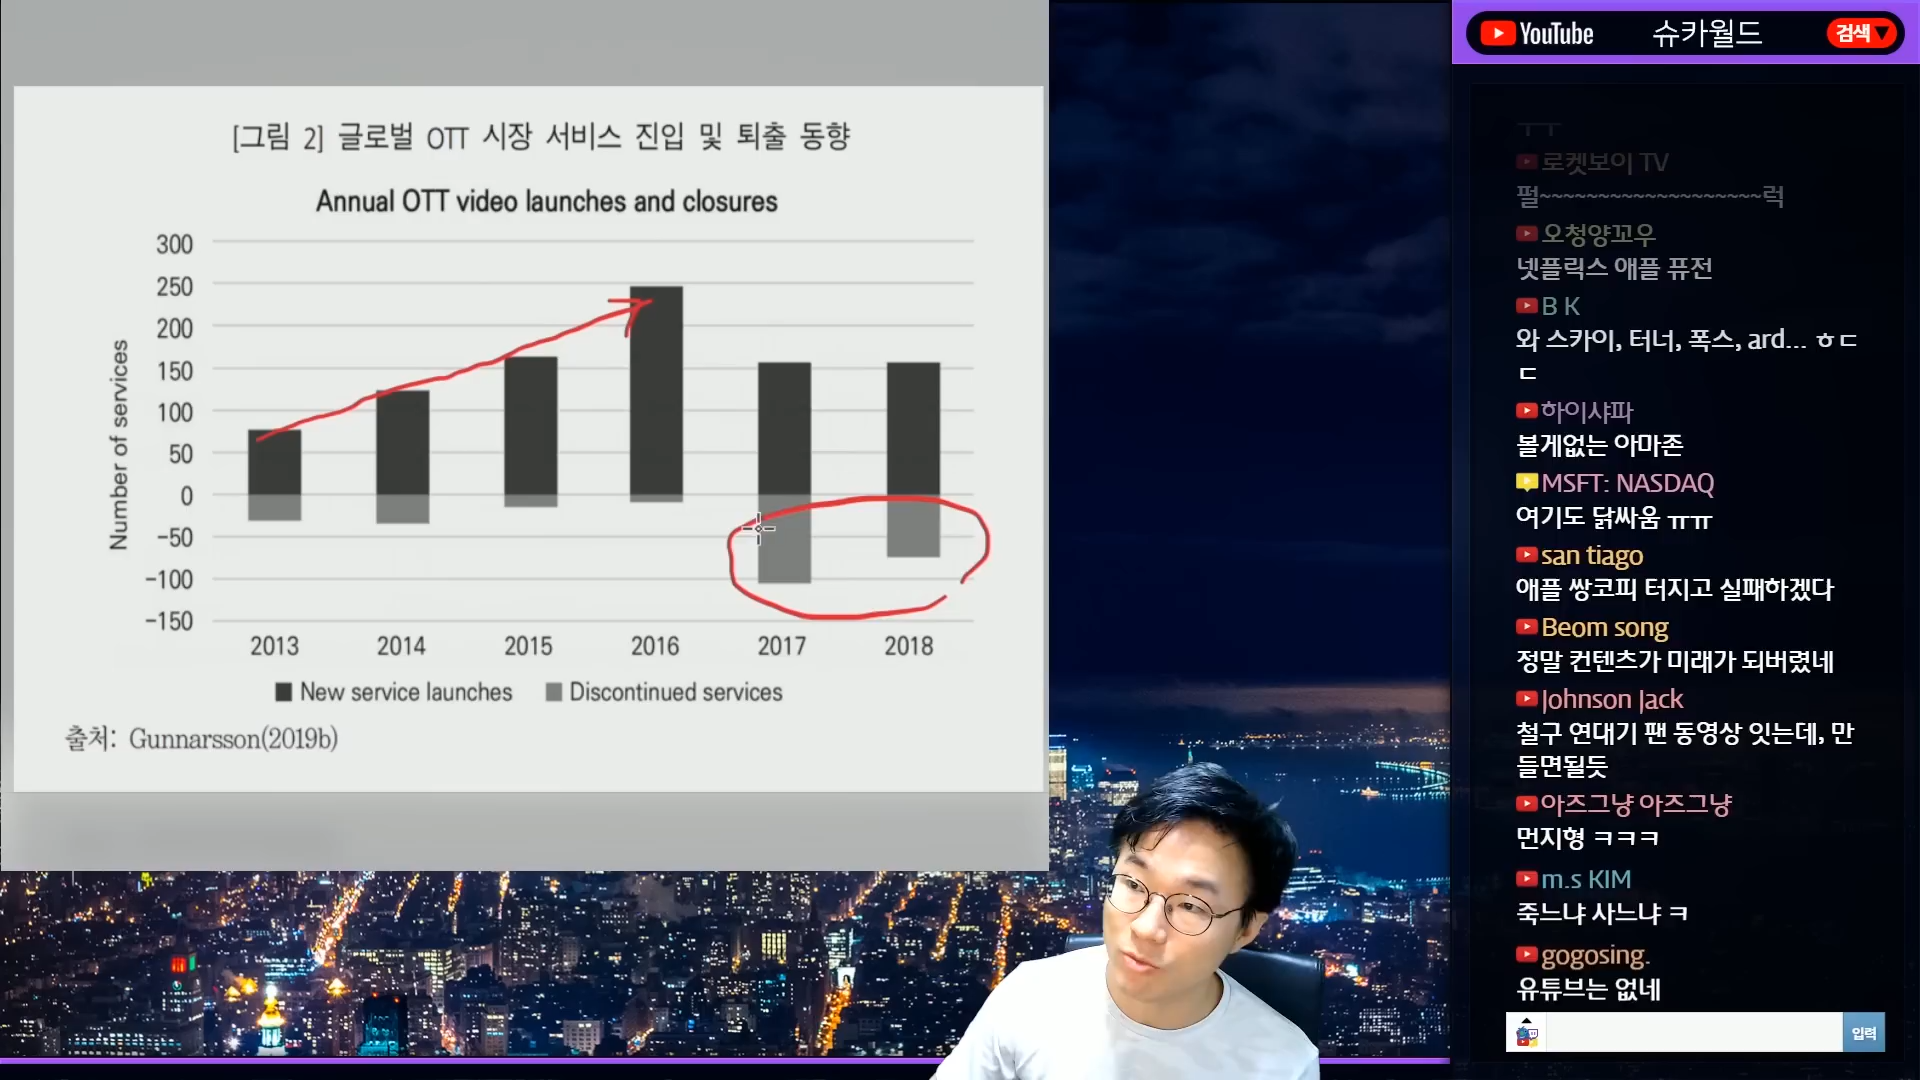 [그림 2] 글로벌 OTT 시장 서비스 진입 및 퇴출 동향
Annual OTT video launches and closures
Number of services
300
250
200
150
100
50
0
-50
-100
-150
2013 2014 2015 2016 2017 2018
New service launches Discontinued services
출처: Gunnarsson(2019b)
YouTube 슈카월드 검색▼
ㅜㅜ
로켓보이 TV
펄~~~~~~~~~~~~~~~~~~~럭
오청양꼬우
넷플릭스 애플 퓨전
B K
와 스카이, 터너, 폭스, ard... ㅎㄷ
ㄷ
하이샤파
볼게없는 아마존
MSFT: NASDAQ
여기도 닭싸움 ㅠㅠ
san tiago
애플 쌍코피 터지고 실패하겠다
Beom song
정말 컨텐츠가 미래가 되버렸네
Johnson Jack
철구 연대기 팬 동영상 잇는데, 만
들면될듯
아즈그냥 아즈그냥
먼지형 ㅋㅋㅋ
m.s KIM
죽느냐 사느냐 ㅋ
gogosing.
유튜브는 없네
입력